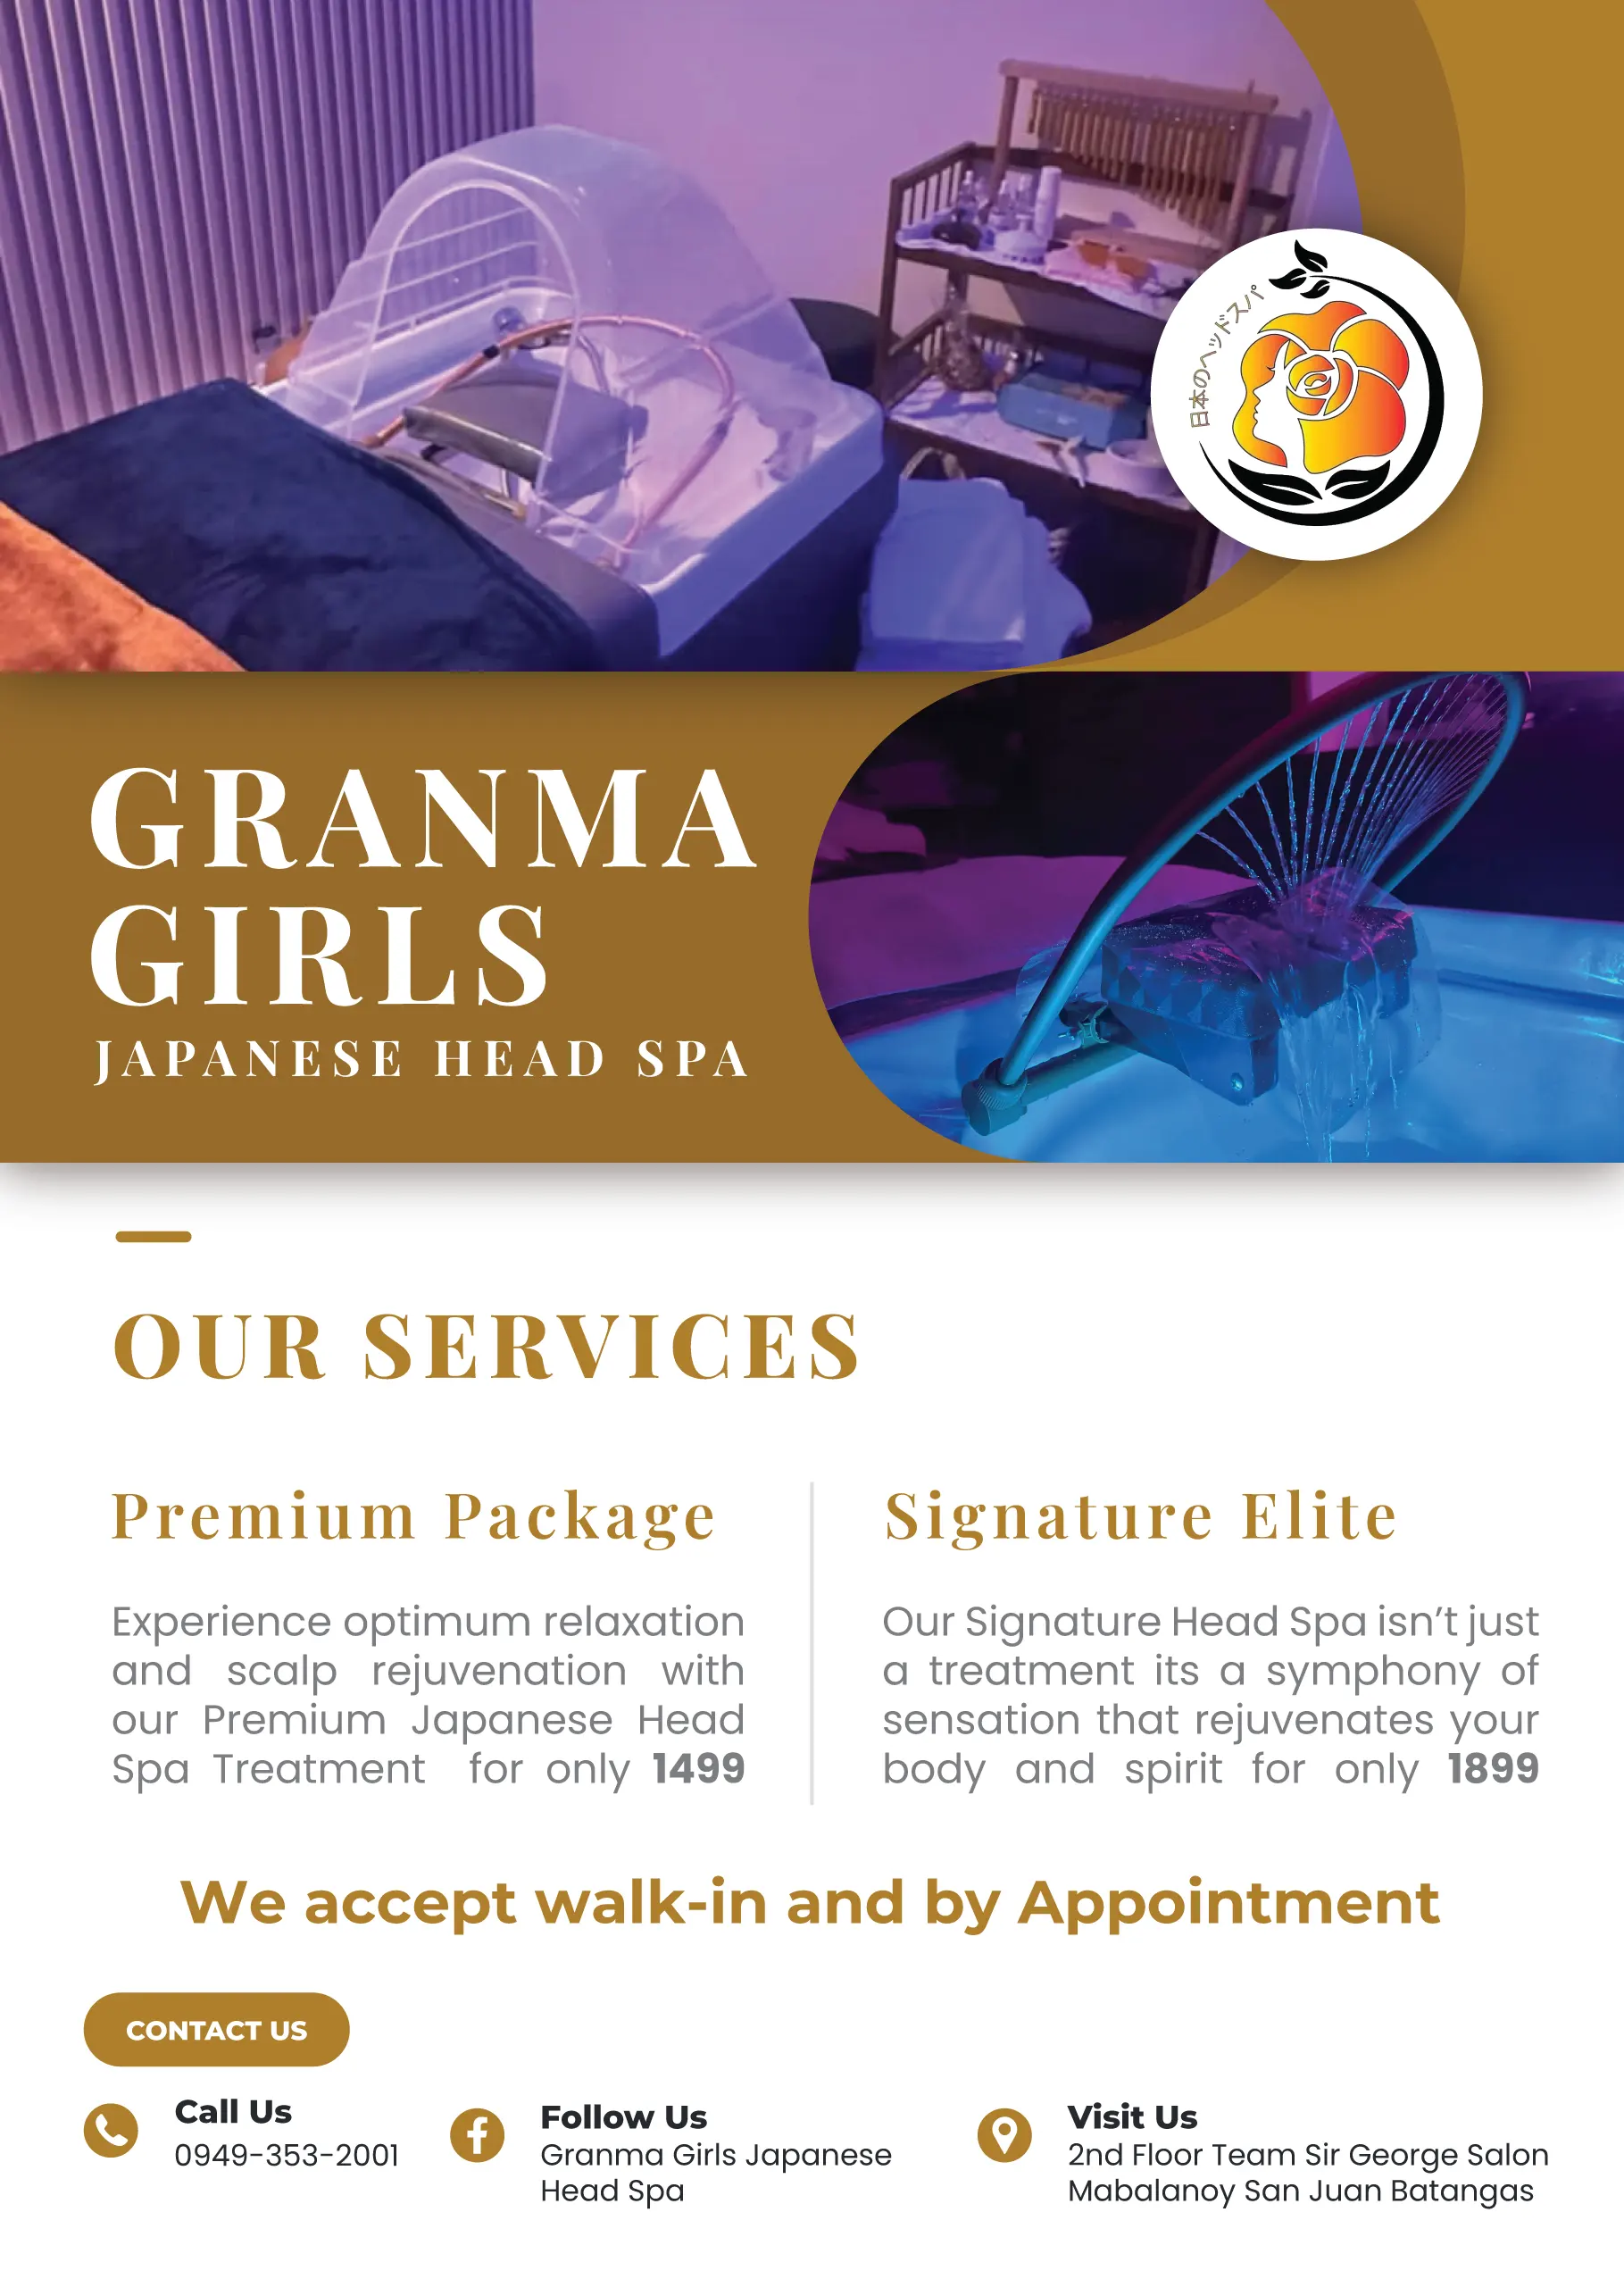 日本のヘッドスパ
GRANMA
GIRLS
JAPANESE HEAD SPA
OUR SERVICES
Premium Package
Experience optimum relaxation
and scalp rejuvenation with
our Premium Japanese Head
Spa Treatment for only 1499
Signature Elite
Our Signature Head Spa isn't just
a treatment its a symphony of
sensation that rejuvenates your
body and spirit for only 1899
We accept walk-in and by Appointment
CONTACT US
Call Us
0949-353-2001
Follow Us
Granma Girls Japanese
Head Spa
Visit Us
2nd Floor Team Sir George Salon
Mabalanoy San Juan Batangas